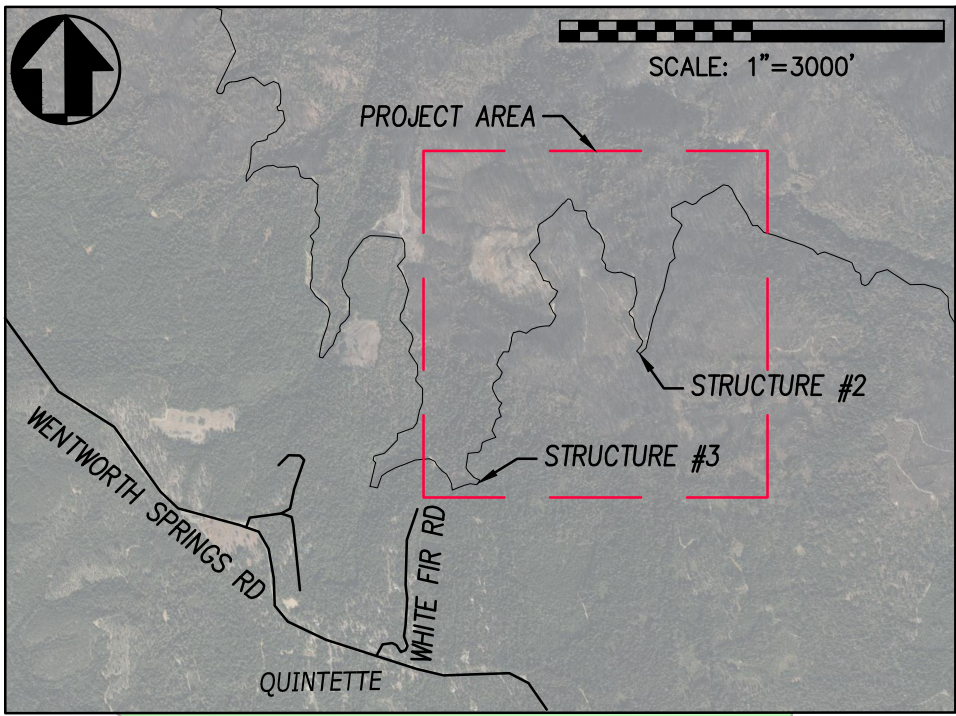 SCALE: 1"=3000'
PROJECT AREA
STRUCTURE #2
STRUCTURE #3
WENTWORTH SPRINGS RD
WHITE FIR RD
QUINTETTE